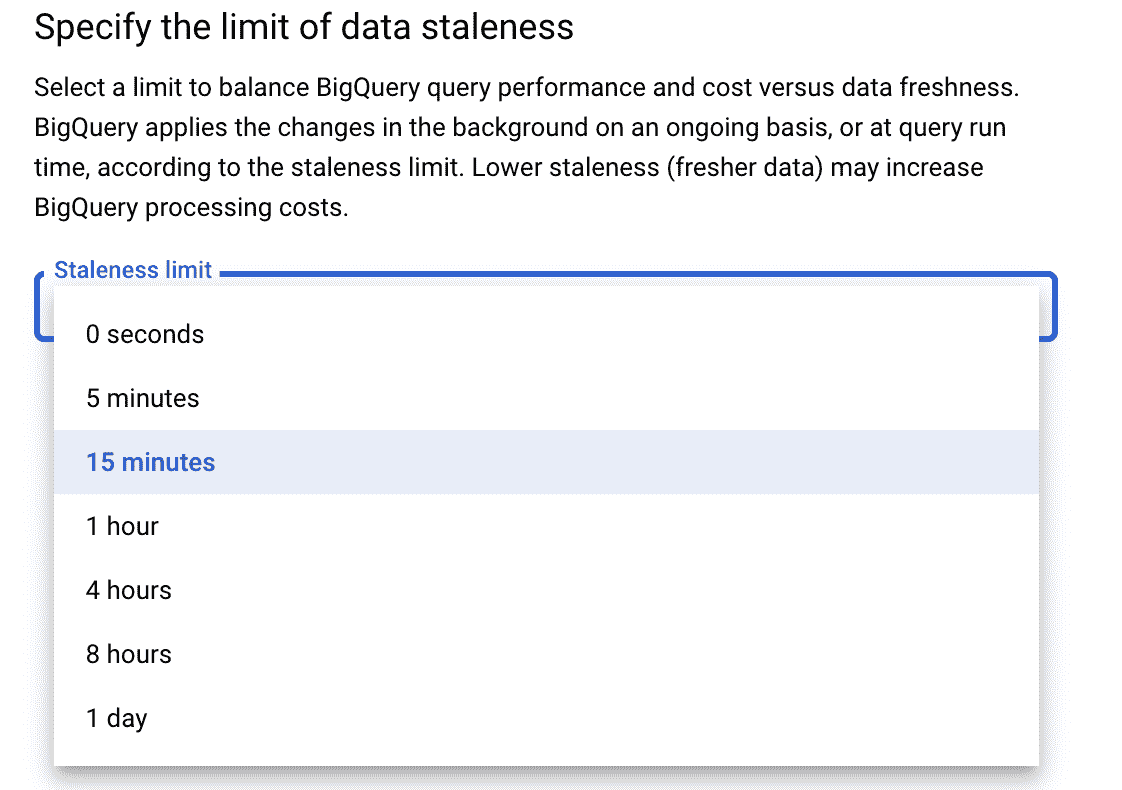 Specify the limit of data staleness
Select a limit to balance BigQuery query performance and cost versus data freshness.
BigQuery applies the changes in the background on an ongoing basis, or at query run
time, according to the staleness limit. Lower staleness (fresher data) may increase
BigQuery processing costs.
Staleness limit
0 seconds
5 minutes
15 minutes
1 hour
4 hours
8 hours
1 day